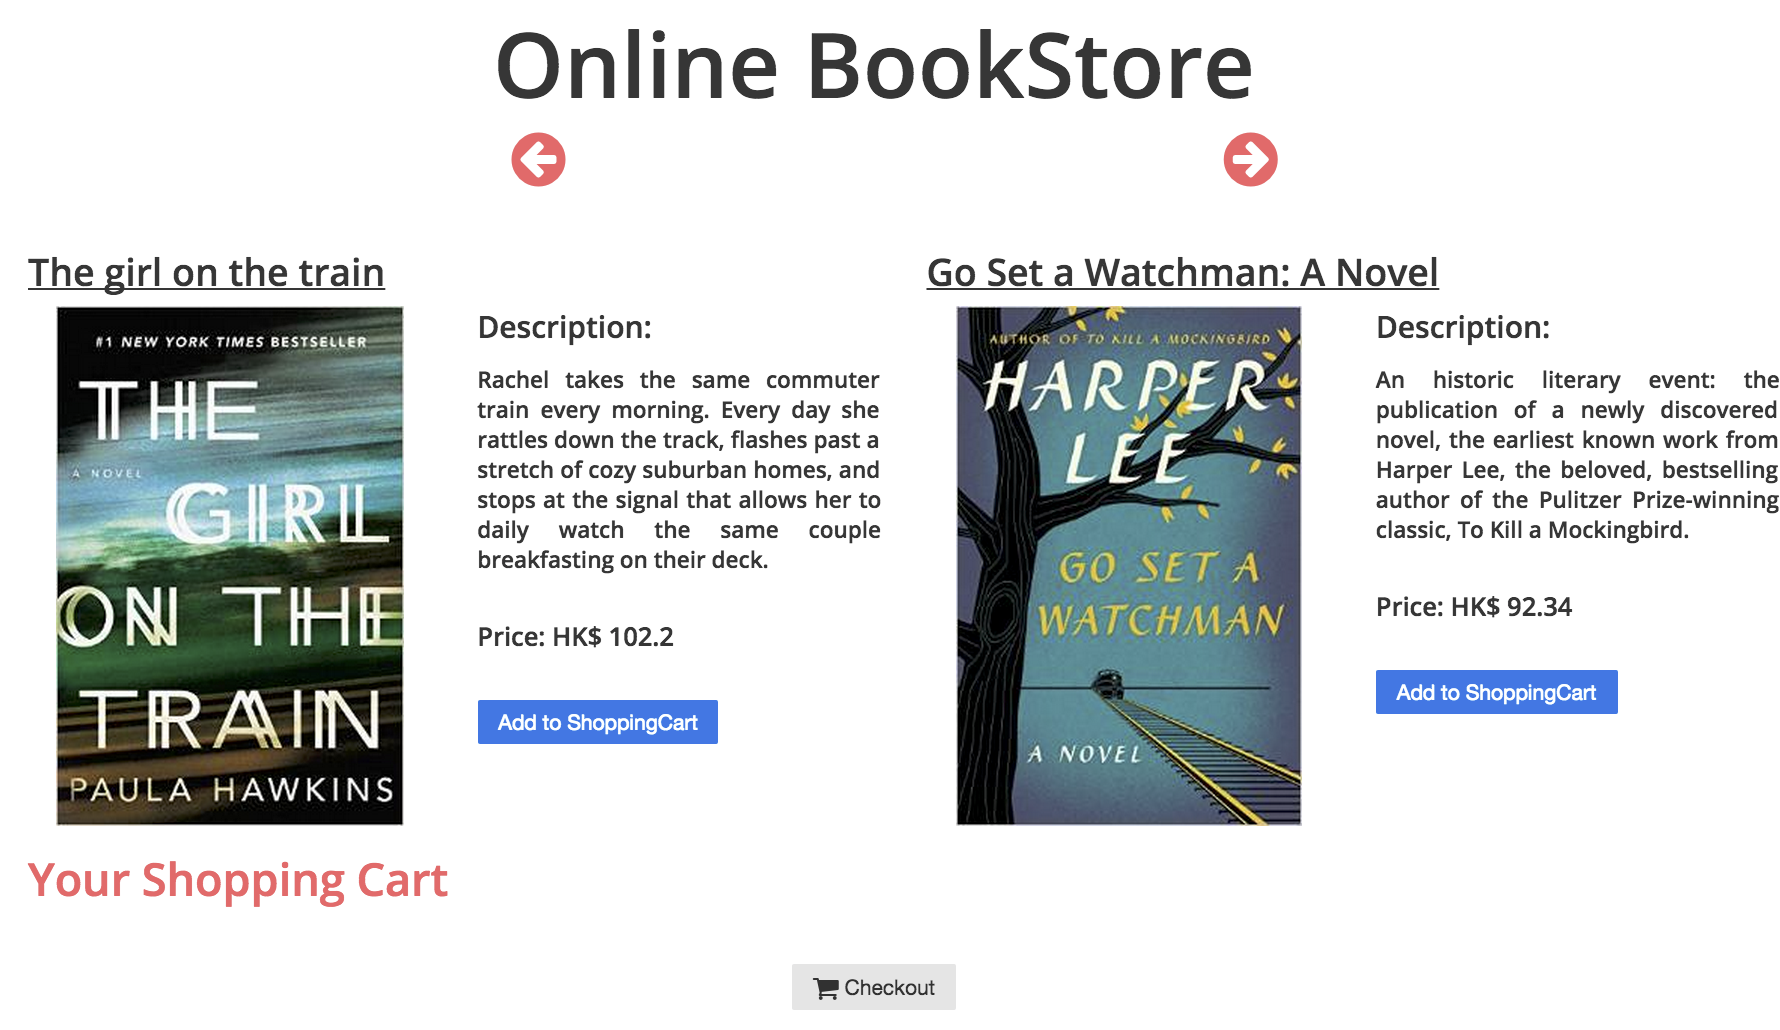 Online BookStore
The girl on the train
#1 NEW YORK TIMES BESTSELLER
THE
A NOVEL
GIRL
ON THE
TRAIN
PAULA HAWKINS
Description:
Rachel takes the same commuter
train every morning. Every day she
rattles down the track, flashes past a
stretch of cozy suburban homes, and
stops at the signal that allows her to
daily watch the same couple
breakfasting on their deck.
Price: HK$ 102.2
Add to ShoppingCart
Go Set a Watchman: A Novel
AUTHOR OF TO KILL A MOCKINGBIRD
HARPER
LEE
GO SET A
WATCHMAN
A NOVEL
Description:
An historic literary event: the
publication of a newly discovered
novel, the earliest known work from
Harper Lee, the beloved, bestselling
author of the Pulitzer Prize-winning
classic, To Kill a Mockingbird.
Price: HK$ 92.34
Add to ShoppingCart
Your Shopping Cart
Checkout